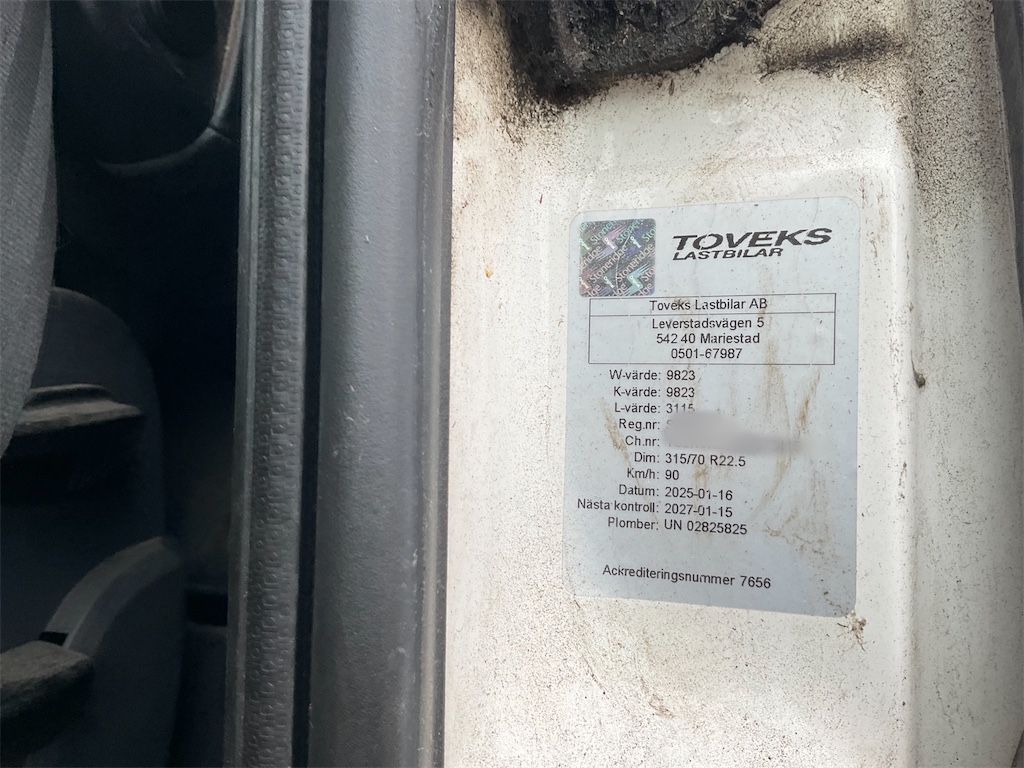 Stoneridge
TOVEKS
LASTBILAR
Toveks Lastbilar AB
Leverstadsvägen 5
542 40 Mariestad
0501-67987
W-värde: 9823
K-värde: 9823
L-värde: 3115
Reg.nr:
Ch.nr:
Dim: 315/70 R22.5
Km/h: 90
Datum: 2025-01-16
Nästa kontroll: 2027-01-15
Plomber: UN 02825825
Ackrediteringsnummer 7656